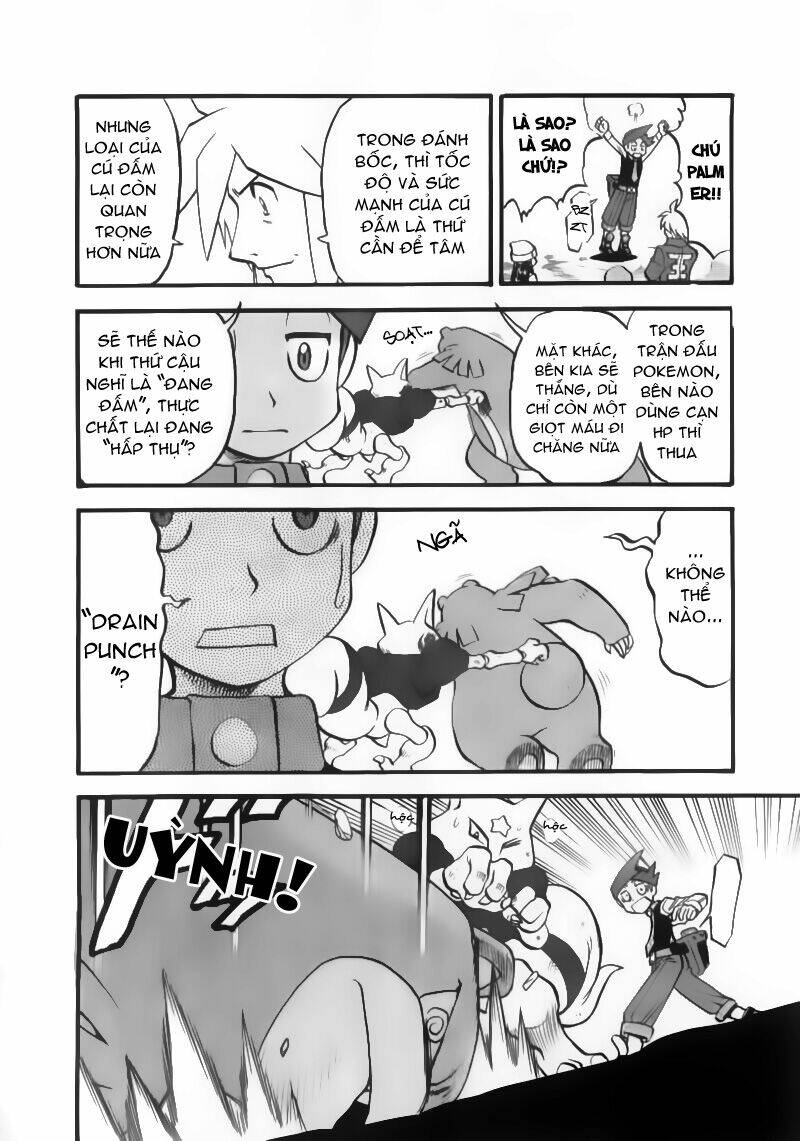 LÀ SAO?
LÀ SAO
CHỨ!?
CHÚ
PALM
ER!!
BZ
ZT
TRONG ĐÁNH
BỐC, THÌ TỐC
ĐỘ VÀ SỨC
MẠNH CỦA CÚ
ĐẤM LÀ THỨ
CẦN ĐỂ TÂM
NHƯNG
LOẠI CỦA
CÚ ĐẤM
LẠI CÒN
QUAN
TRỌNG
HƠN NỮA
TRONG
TRẬN ĐẤU
POKEMON,
BÊN NÀO
DÙNG CẠN
HP THÌ
THUA
MẶT KHÁC,
BÊN KIA SẼ
THẮNG, DÙ
CHỈ CÒN MỘT
GIỌT MÁU ĐI
CHĂNG NỮA
SOẠT...
SẼ THẾ NÀO
KHI THỨ CẬU
NGHĨ LÀ "ĐANG
ĐẤM", THỰC
CHẤT LẠI ĐANG
"HẤP THỤ"?
...
KHÔNG
THỂ
NÀO...
NGÃ
"DRAIN
PUNCH
"?
UỲNH!
hộc
hộc